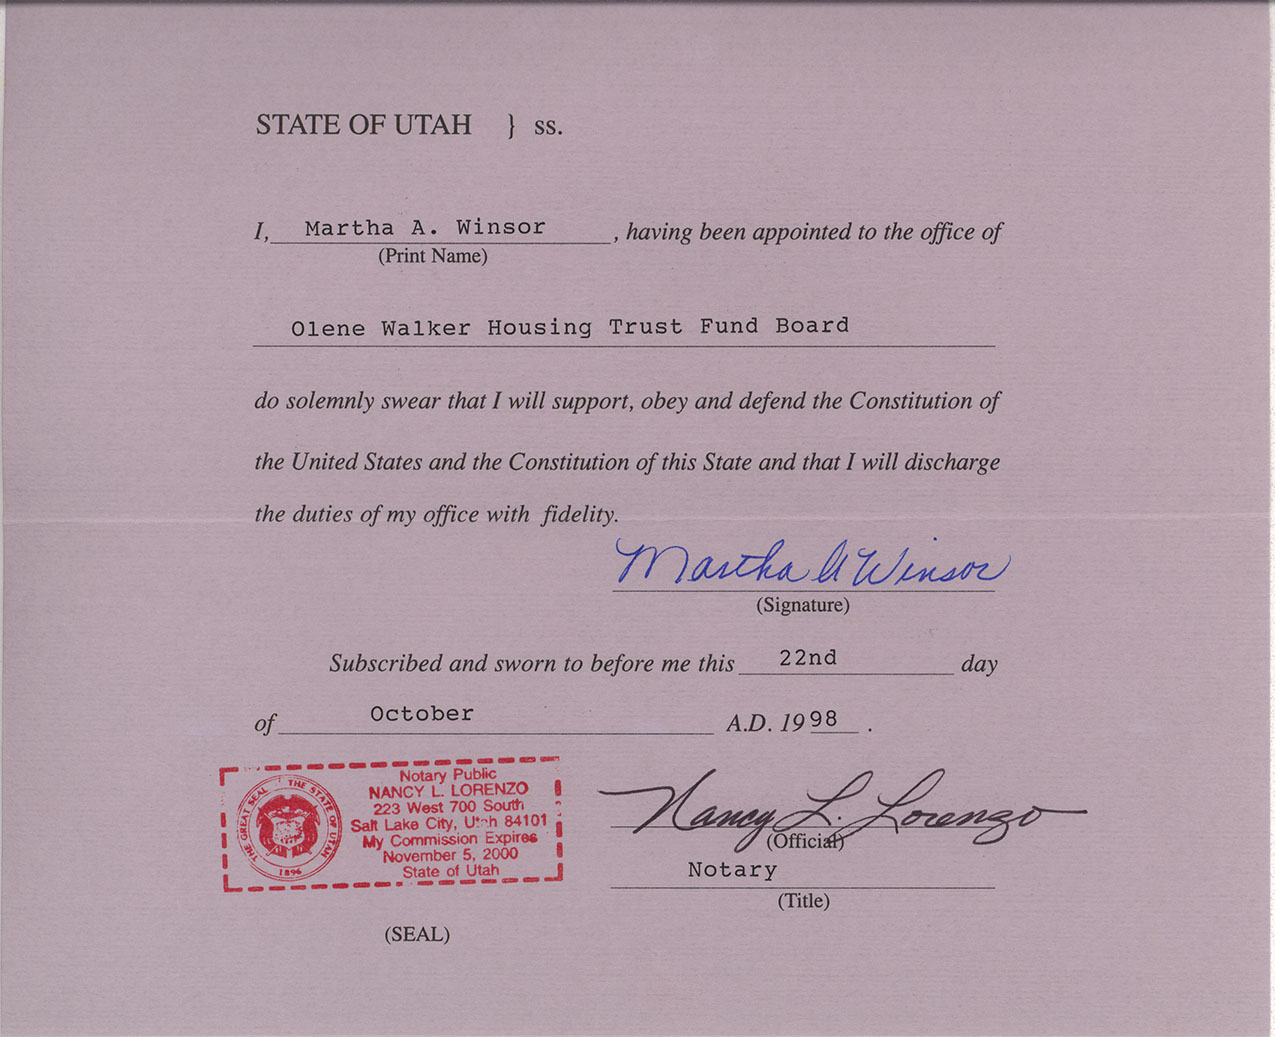 STATE OF UTAH } ss.
I, Martha A. Winsor , having been appointed to the office of
(Print Name)
Olene Walker Housing Trust Fund Board
do solemnly swear that I will support, obey and defend the Constitution of
the United States and the Constitution of this State and that I will discharge
the duties of my office with fidelity.
Martha A Winsor
(Signature)
Subscribed and sworn to before me this 22nd day
of October A.D. 1998 .
Notary Public
NANCY L. LORENZO
223 West 700 South
Salt Lake City, Utah 84101
My Commission Expires
November 5, 2000
State of Utah
THE GREAT SEAL THE STATE OF UTAH
1896
Nancy L. Lorenzo
(Official)
Notary
(Title)
(SEAL)